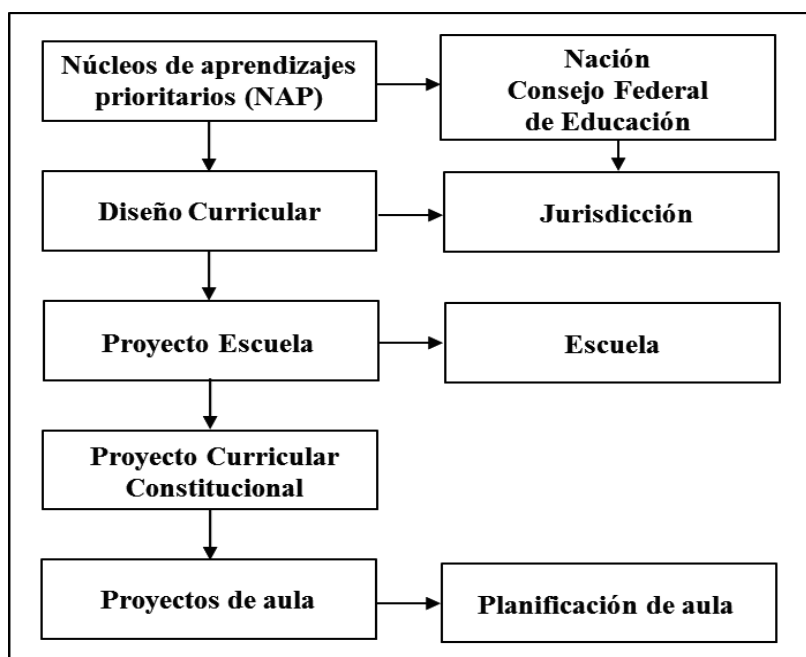 Núcleos de aprendizajes
prioritarios (NAP)
Nación
Consejo Federal
de Educación
Diseño Curricular
Jurisdicción
Proyecto Escuela
Escuela
Proyecto Curricular
Constitucional
Proyectos de aula
Planificación de aula